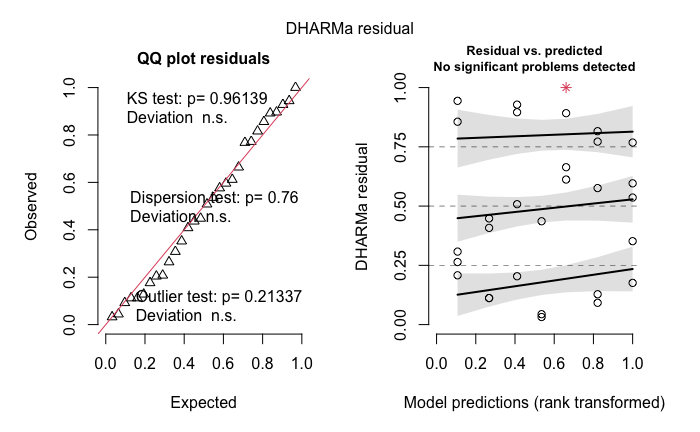 DHARMa residual
QQ plot residuals
KS test: p= 0.96139
Deviation n.s.
Dispersion test: p= 0.76
Deviation n.s.
Outlier test: p= 0.21337
Deviation n.s.
Observed
0.0 0.2 0.4 0.6 0.8 1.0
0.0 0.2 0.4 0.6 0.8 1.0
Expected
Residual vs. predicted
No significant problems detected
DHARMa residual
0.00 0.25 0.50 0.75 1.00
0.0 0.2 0.4 0.6 0.8 1.0
Model predictions (rank transformed)